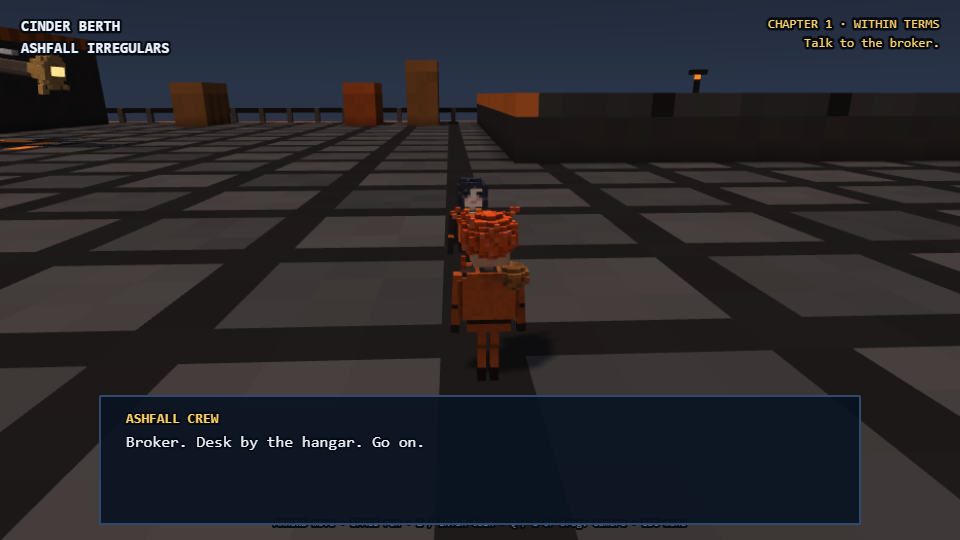 CINDER BERTH
ASHFALL IRREGULARS
CHAPTER 1 · WITHIN TERMS
Talk to the broker.
ASHFALL CREW
Broker. Desk by the hangar. Go on.